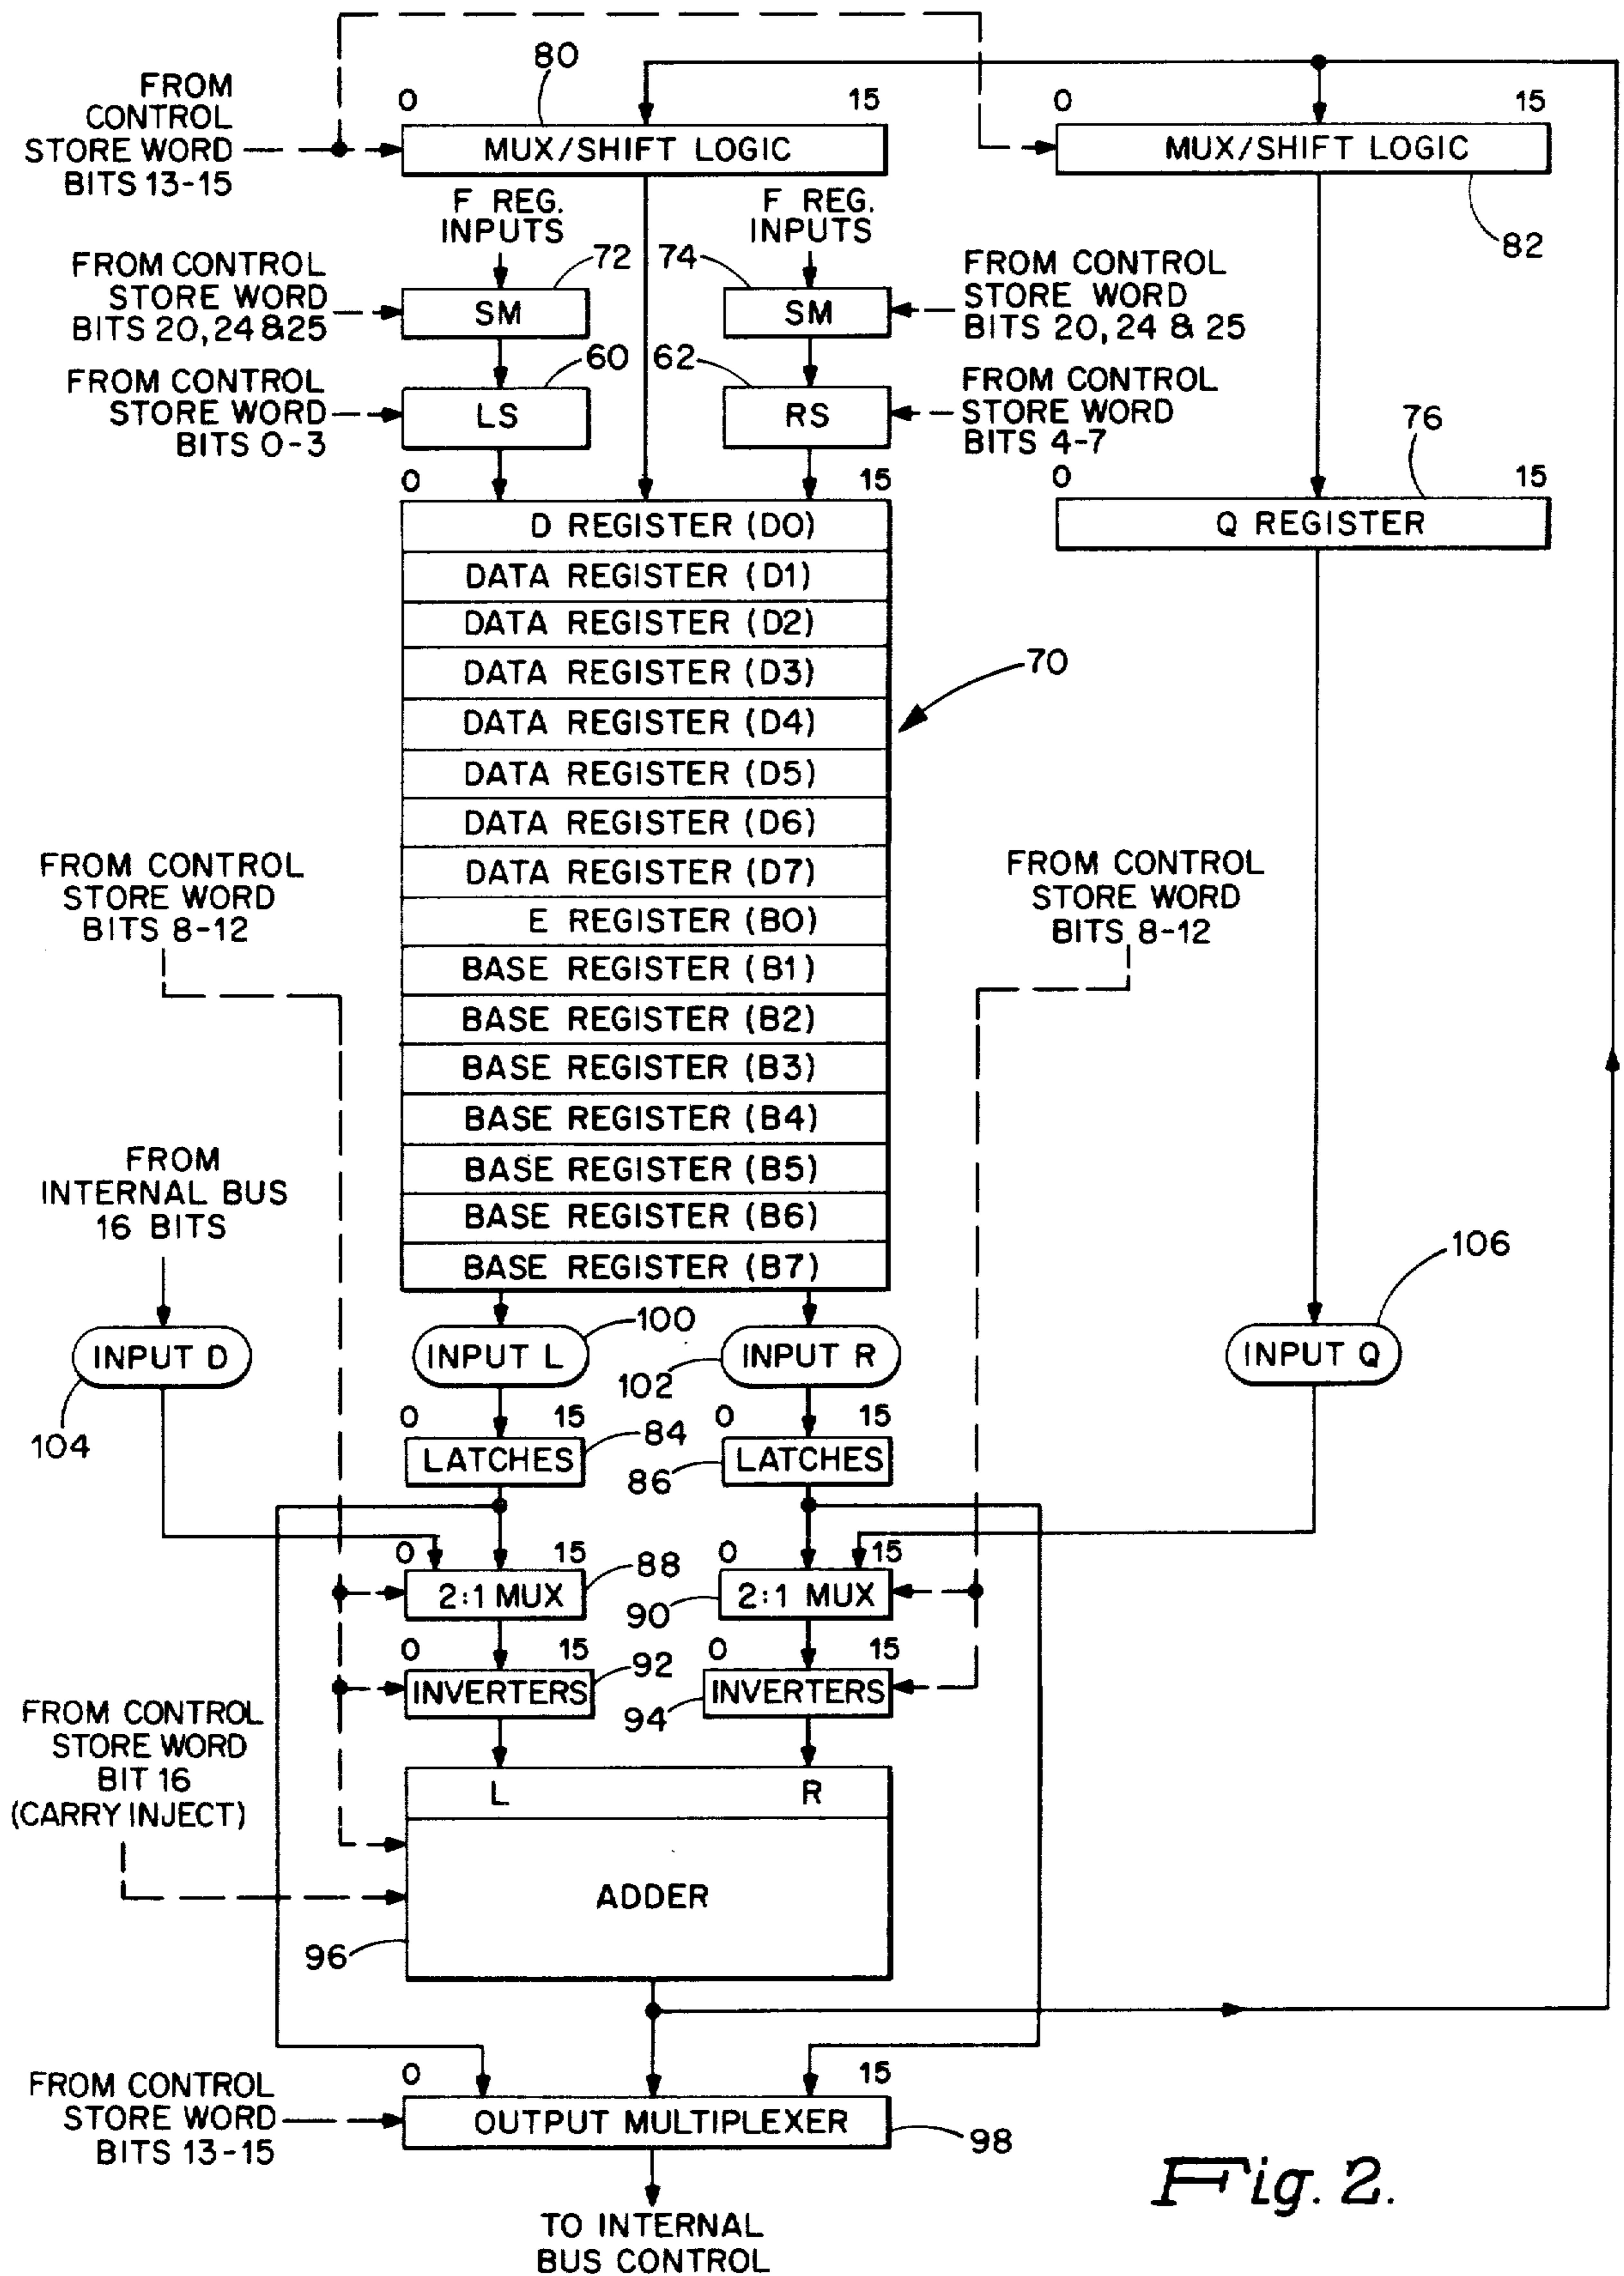 80
FROM
CONTROL
STORE WORD
BITS 13-15
0 15
MUX/SHIFT LOGIC
0 15
MUX/SHIFT LOGIC
82
F REG.
INPUTS
F REG.
INPUTS
FROM CONTROL
STORE WORD
BITS 20, 24 & 25
72
SM
74
SM
FROM CONTROL
STORE WORD
BITS 20, 24 & 25
FROM CONTROL
STORE WORD
BITS 0-3
60
LS
62
RS
FROM CONTROL
STORE WORD
BITS 4-7
76
0 15
0 15
Q REGISTER
D REGISTER (D0)
DATA REGISTER (D1)
DATA REGISTER (D2)
DATA REGISTER (D3)
DATA REGISTER (D4)
DATA REGISTER (D5)
DATA REGISTER (D6)
DATA REGISTER (D7)
E REGISTER (B0)
BASE REGISTER (B1)
BASE REGISTER (B2)
BASE REGISTER (B3)
BASE REGISTER (B4)
BASE REGISTER (B5)
BASE REGISTER (B6)
BASE REGISTER (B7)
70
FROM CONTROL
STORE WORD
BITS 8-12
FROM CONTROL
STORE WORD
BITS 8-12
FROM
INTERNAL BUS
16 BITS
INPUT D
104
INPUT L
100
INPUT R
102
INPUT Q
106
0 15
LATCHES
84
0 15
LATCHES
86
0 15
2:1 MUX
88
0 15
2:1 MUX
90
0 15
INVERTERS
92
0 15
INVERTERS
94
FROM CONTROL
STORE WORD
BIT 16
(CARRY INJECT)
L R
ADDER
96
FROM CONTROL
STORE WORD
BITS 13-15
0 15
OUTPUT MULTIPLEXER
98
TO INTERNAL
BUS CONTROL
Fig. 2.